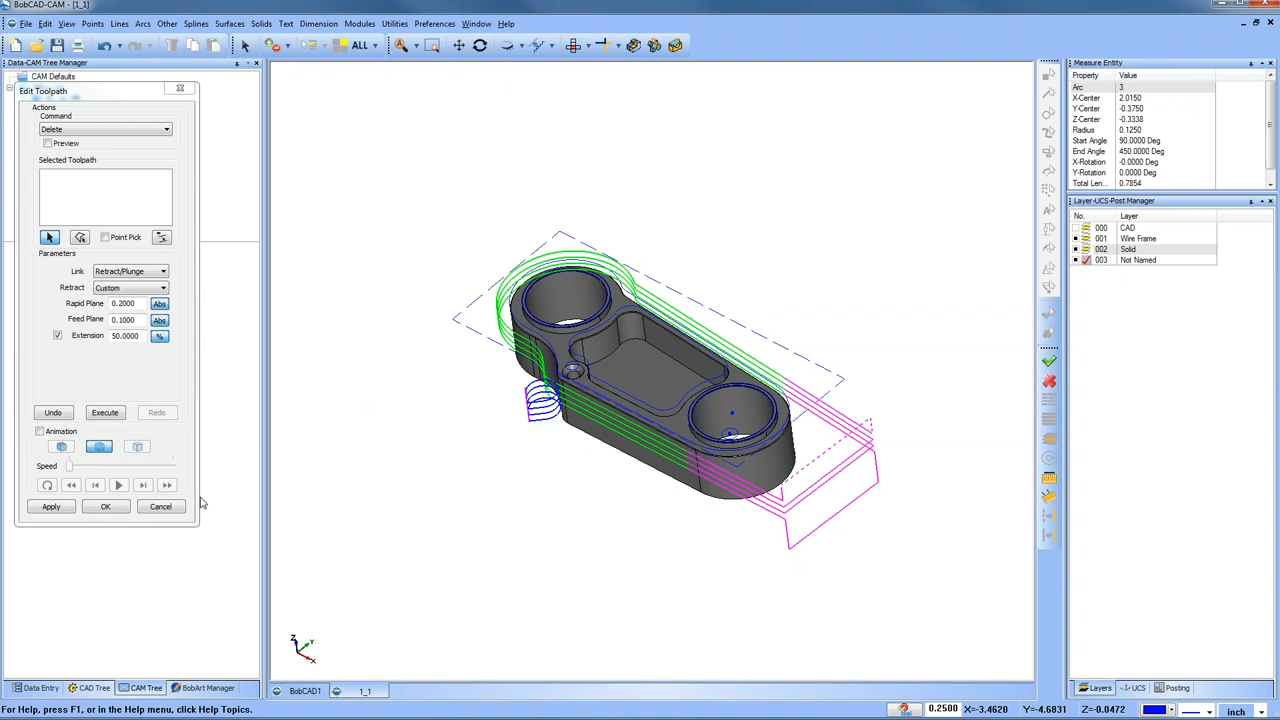 BobCAD-CAM - [1_1]
File Edit View Points Lines Arcs Other Splines Surfaces Solids Text Dimension Modules Utilities Preferences Window Help
ALL
Data-CAM Tree Manager
CAM Defaults
Edit Toolpath
Actions
Command
Delete
Preview
Selected Toolpath
Point Pick
Parameters
Link Retract/Plunge
Retract Custom
Rapid Plane 0.2000 Abs
Feed Plane 0.1000 Abs
Extension 50.0000 %
Undo Execute Redo
Animation
Speed
Apply OK Cancel
Z Y X
Measure Entity
Property Value
Arc 3
X-Center 2.0150
Y-Center -0.3750
Z-Center -0.3338
Radius 0.1250
Start Angle 90.0000 Deg
End Angle 450.0000 Deg
X-Rotation -0.0000 Deg
Y-Rotation 0.0000 Deg
Total Len... 0.7854
Layer-UCS-Post Manager
No. Layer
000 CAD
001 Wire Frame
002 Solid
003 Not Named
Data Entry CAD Tree CAM Tree BobArt Manager
BobCAD1 1_1
Layers UCS Posting
For Help, press F1, or in the Help menu, click Help Topics.
0.2500 X=-3.4620 Y=-4.6831 Z=-0.0472 inch